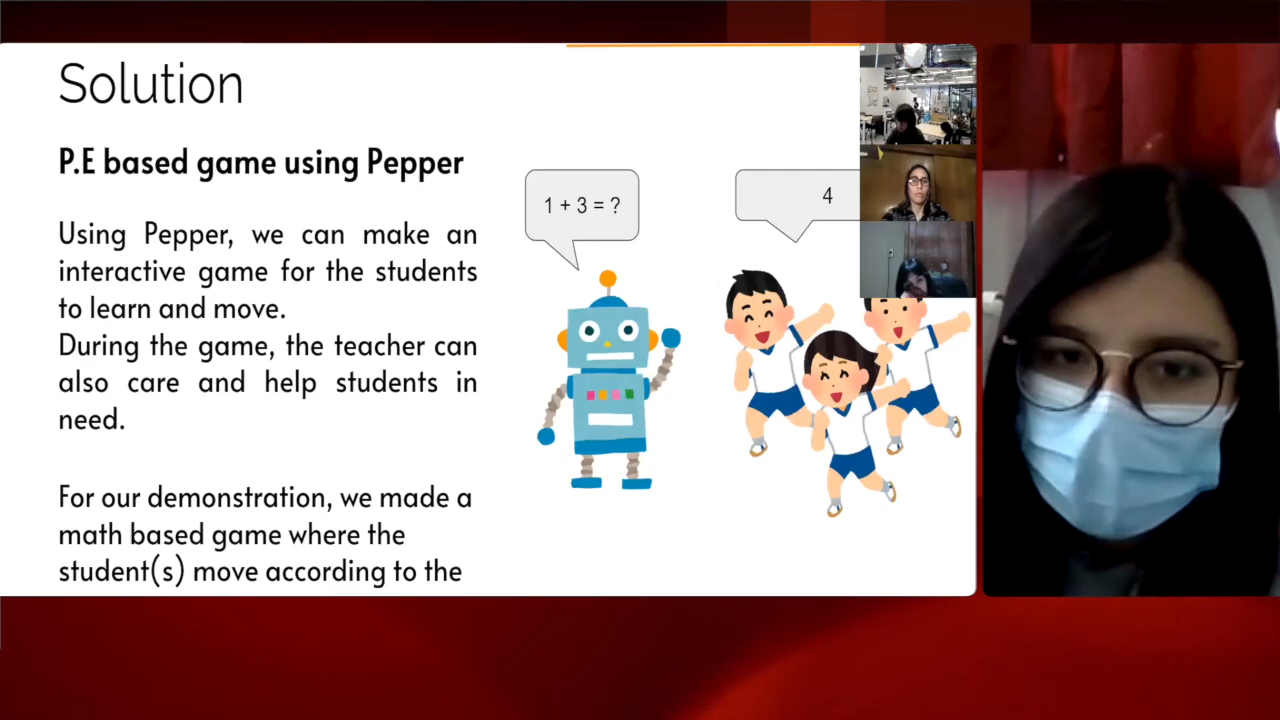 Solution
P.E based game using Pepper
Using Pepper, we can make an
interactive game for the students
to learn and move.
During the game, the teacher can
also care and help students in
need.
For our demonstration, we made a
math based game where the
student(s) move according to the
1 + 3 = ?
4